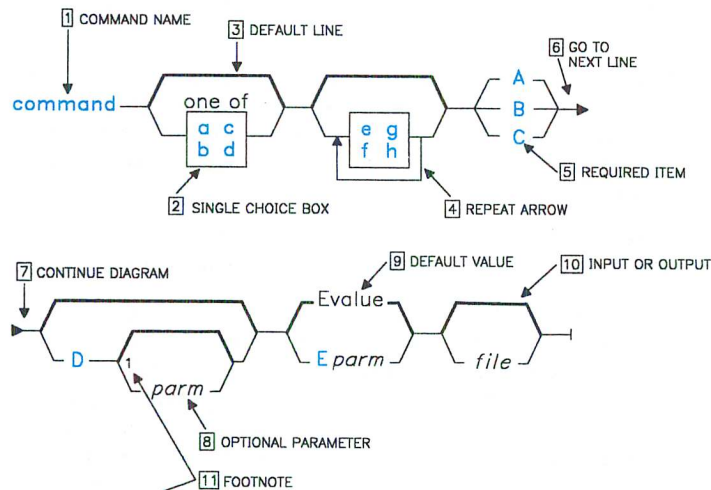 1 COMMAND NAME
3 DEFAULT LINE
6 GO TO
NEXT LINE
command
one of
a c
b d
e g
f h
A
B
C
2 SINGLE CHOICE BOX
4 REPEAT ARROW
5 REQUIRED ITEM
7 CONTINUE DIAGRAM
9 DEFAULT VALUE
10 INPUT OR OUTPUT
Evalue
D
1
parm
E parm
file
8 OPTIONAL PARAMETER
11 FOOTNOTE